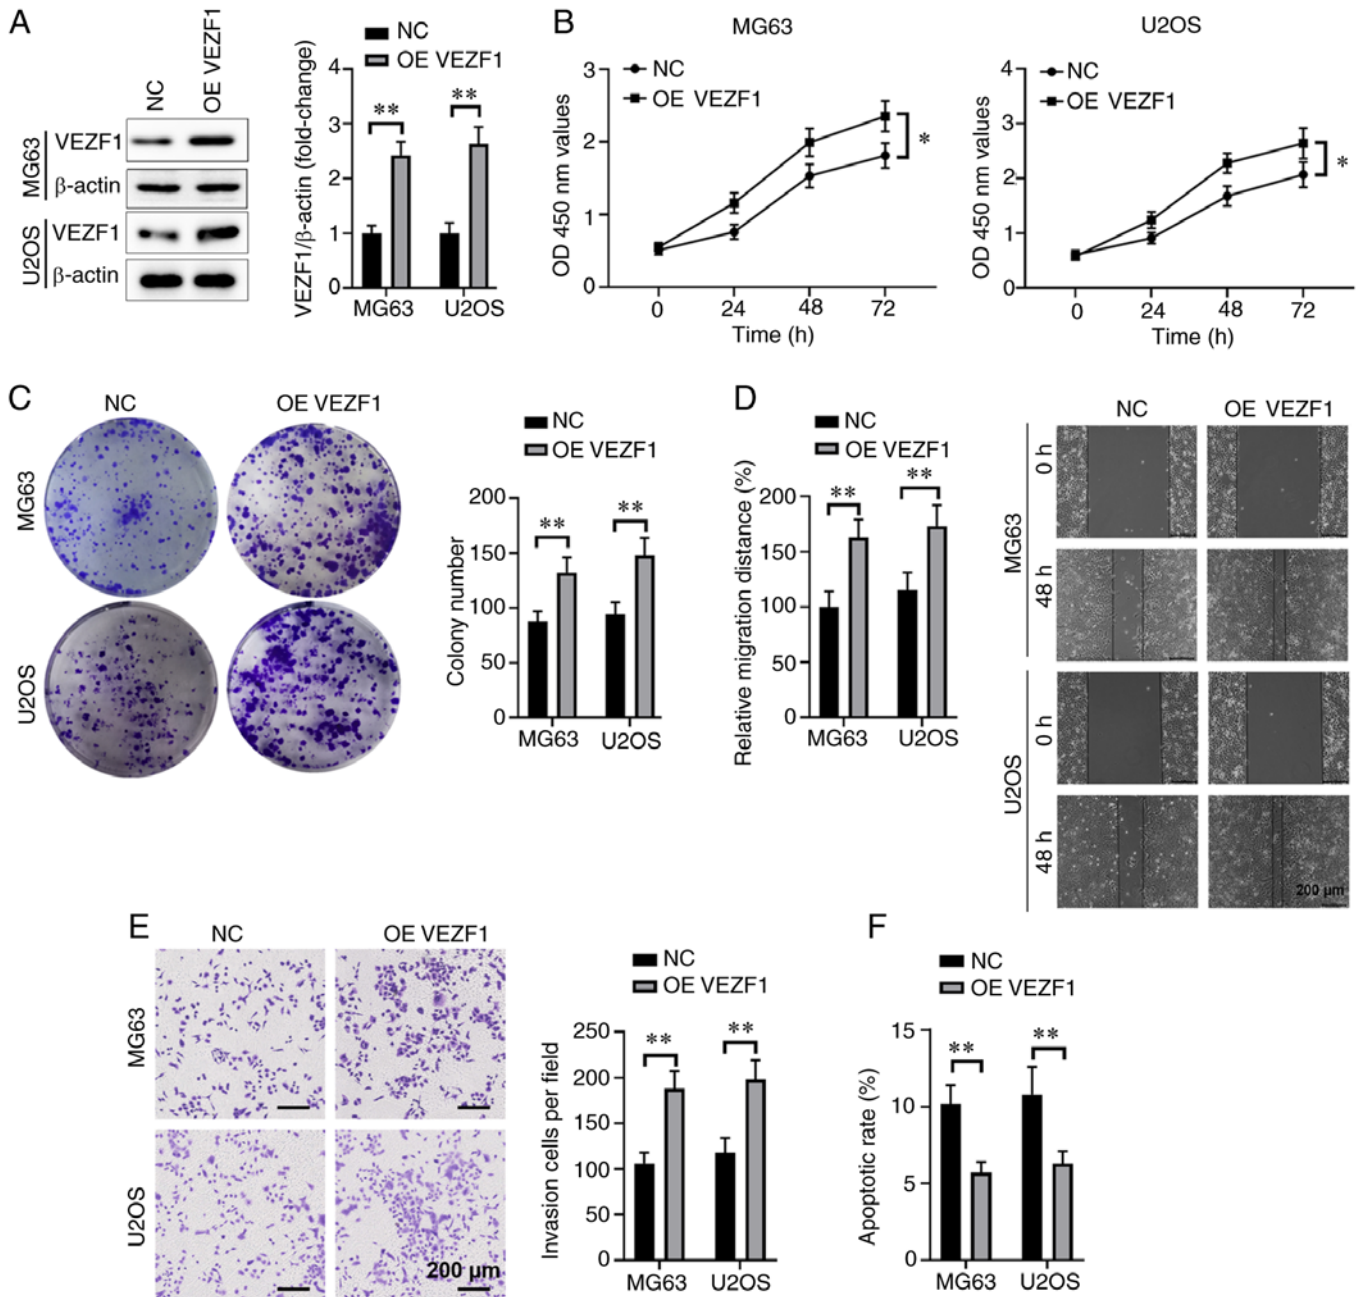 A
NC
OE VEZF1
MG63
VEZF1
β-actin
U2OS
VEZF1
β-actin
NC
OE VEZF1
VEZF1/β-actin (fold-change)
4
3
2
1
0
**
**
MG63
U2OS
B
MG63
NC
OE VEZF1
OD 450 nm values
3
2
1
0
*
0
24
48
72
Time (h)
U2OS
NC
OE VEZF1
OD 450 nm values
4
3
2
1
0
*
0
24
48
72
Time (h)
C
NC
OE VEZF1
MG63
U2OS
NC
OE VEZF1
Colony number
200
150
100
50
0
**
**
MG63
U2OS
D
NC
OE VEZF1
Relative migration distance (%)
200
150
100
50
0
**
**
MG63
U2OS
NC
OE VEZF1
MG63
0 h
48 h
U2OS
0 h
48 h
200 μm
E
NC
OE VEZF1
MG63
U2OS
200 μm
NC
OE VEZF1
Invasion cells per field
250
200
150
100
50
0
**
**
MG63
U2OS
F
NC
OE VEZF1
Apoptotic rate (%)
15
10
5
0
**
**
MG63
U2OS